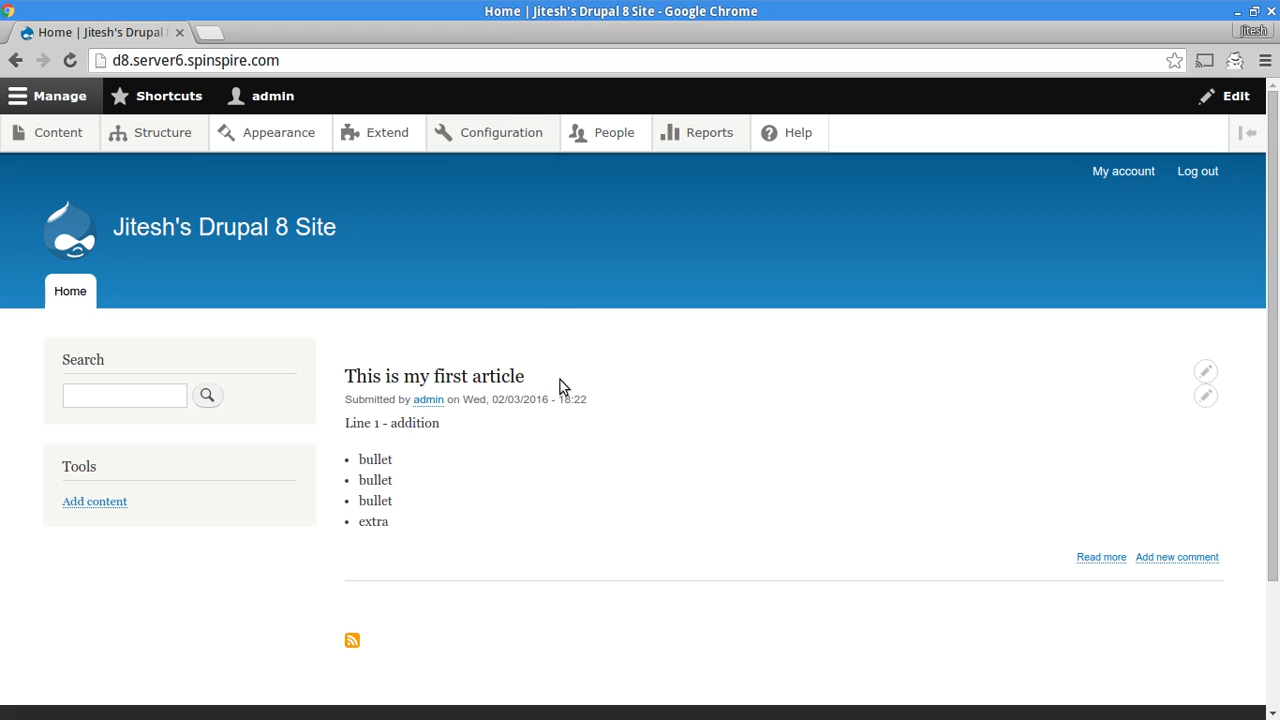 Home | Jitesh's Drupal 8 Site - Google Chrome
Home | Jitesh's Drupal
Jitesh
d8.server6.spinspire.com
Manage Shortcuts admin Edit
Content Structure Appearance Extend Configuration People Reports Help
My account Log out
Jitesh's Drupal 8 Site
Home
Search
Tools
Add content
This is my first article
Submitted by admin on Wed, 02/03/2016 - 18:22
Line 1 - addition
• bullet
• bullet
• bullet
• extra
Read more Add new comment